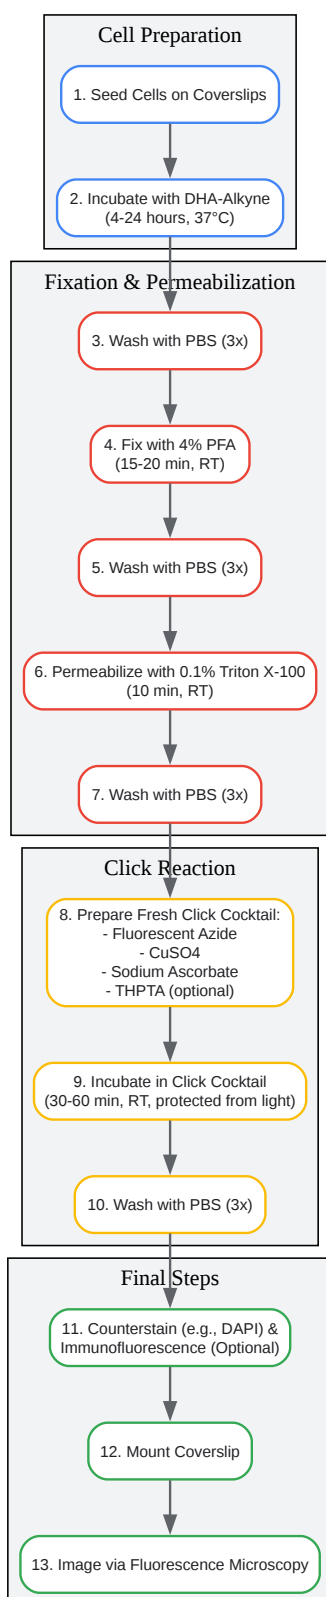 Cell Preparation
1. Seed Cells on Coverslips
2. Incubate with DHA-Alkyne
(4-24 hours, 37°C)
Fixation & Permeabilization
3. Wash with PBS (3x)
4. Fix with 4% PFA
(15-20 min, RT)
5. Wash with PBS (3x)
6. Permeabilize with 0.1% Triton X-100
(10 min, RT)
7. Wash with PBS (3x)
Click Reaction
8. Prepare Fresh Click Cocktail:
- Fluorescent Azide
- CuSO4
- Sodium Ascorbate
- THPTA (optional)
9. Incubate in Click Cocktail
(30-60 min, RT, protected from light)
10. Wash with PBS (3x)
Final Steps
11. Counterstain (e.g., DAPI) &
Immunofluorescence (Optional)
12. Mount Coverslip
13. Image via Fluorescence Microscopy